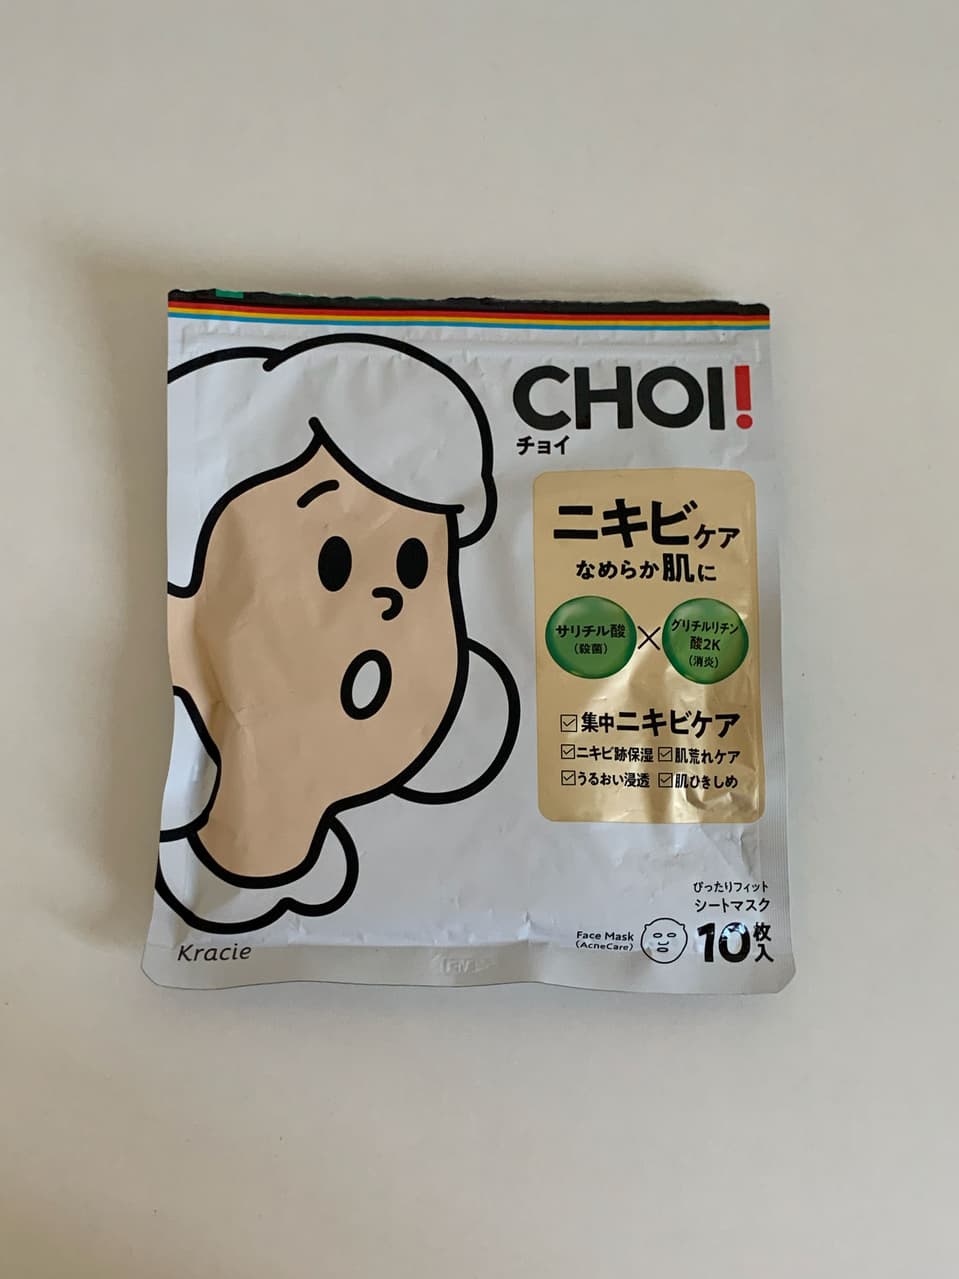 CHOI!
チョイ
ニキビケア
なめらか肌に
サリチル酸
(殺菌)
×
グリチルリチン
酸2K
(消炎)
☑集中ニキビケア
☑ニキビ跡保湿 ☑肌荒れケア
☑うるおい浸透 ☑肌ひきしめ
ぴったりフィット
シートマスク
Face Mask
(AcneCare)
10枚入
Kracie